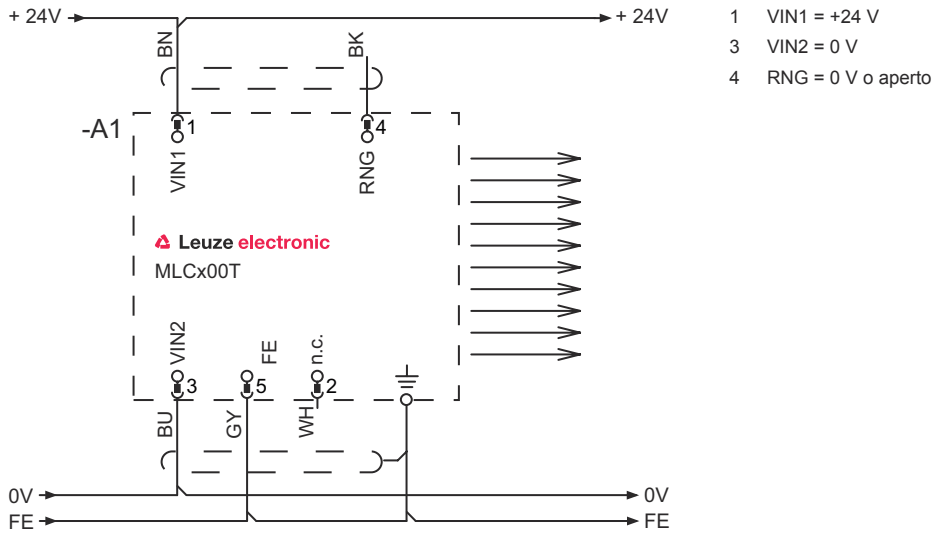 + 24V
+ 24V
1 VIN1 = +24 V
3 VIN2 = 0 V
4 RNG = 0 V o aperto
BN
BK
-A1
1
4
VIN1
RNG
Leuze electronic
MLCx00T
VIN2
FE
n.c.
3
5
2
BU
GY
WH
0V
0V
FE
FE